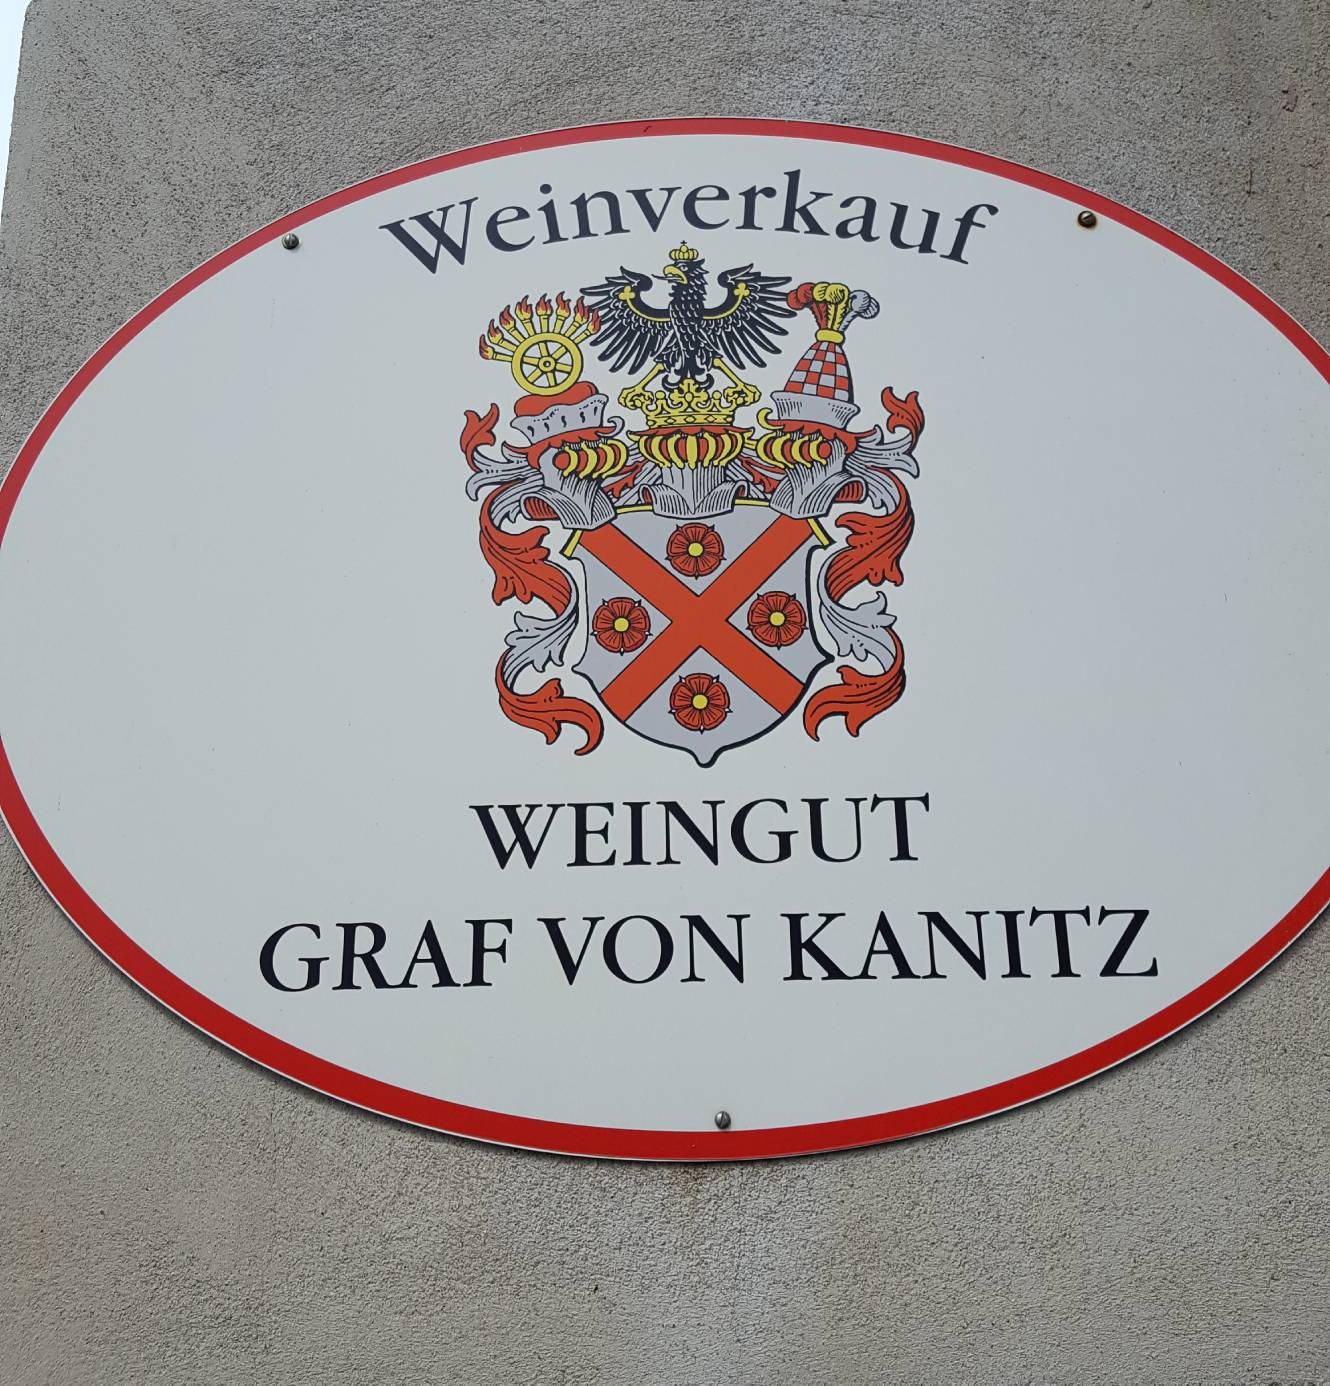 Weinverkauf
WEINGUT
GRAF VON KANITZ